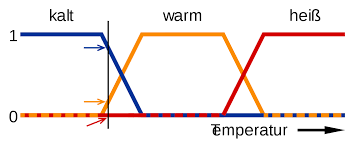 kalt warm heiß
1
0
Temperatur